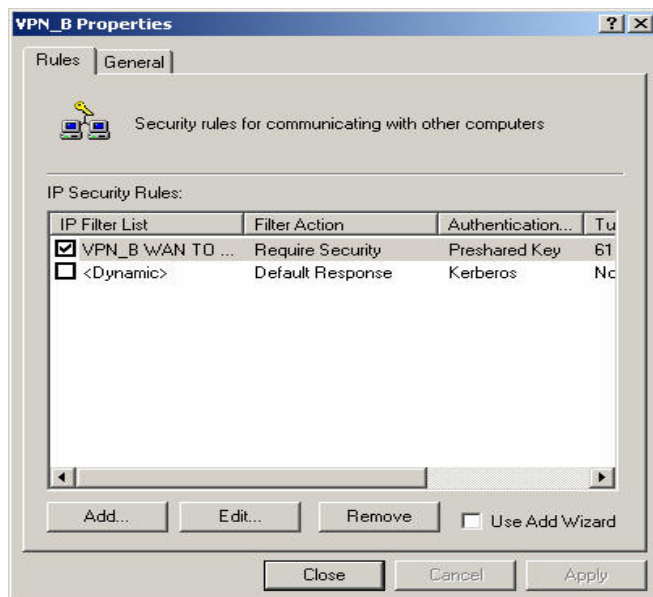 VPN_B Properties
Rules General
Security rules for communicating with other computers
IP Security Rules:
IP Filter List Filter Action Authentication... Tu
VPN_B WAN TO ... Require Security Preshared Key 61
<Dynamic> Default Response Kerberos No
Add... Edit... Remove Use Add Wizard
Close Cancel Apply